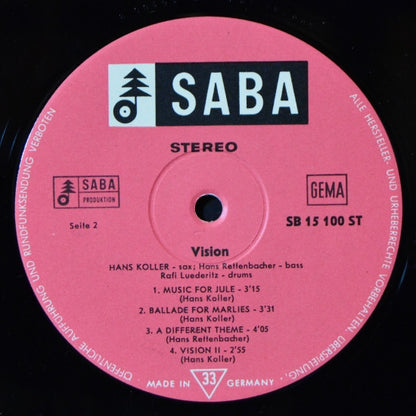 SABA
STEREO
SABA
PRODUKTION
GEMA
Seite 2
SB 15 100 ST
Vision
HANS KOLLER - sax; Hans Rettenbacher - bass
Rafi Luederitz - drums
1. MUSIC FOR JULE - 3'15
(Hans Koller)
2. BALLADE FOR MARLIES - 3'31
(Hans Koller)
3. A DIFFERENT THEME - 4'05
(Hans Rettenbacher)
4. VISION II - 2'55
(Hans Koller)
MADE IN 33 GERMANY
ALLE HERSTELLER- UND URHEBERRECHTE VORBEHALTEN. ÜBERSPIELUNG,
ÖFFENTLICHE AUFFÜHRUNG UND RUNDFUNKSENDUNG VERBOTEN